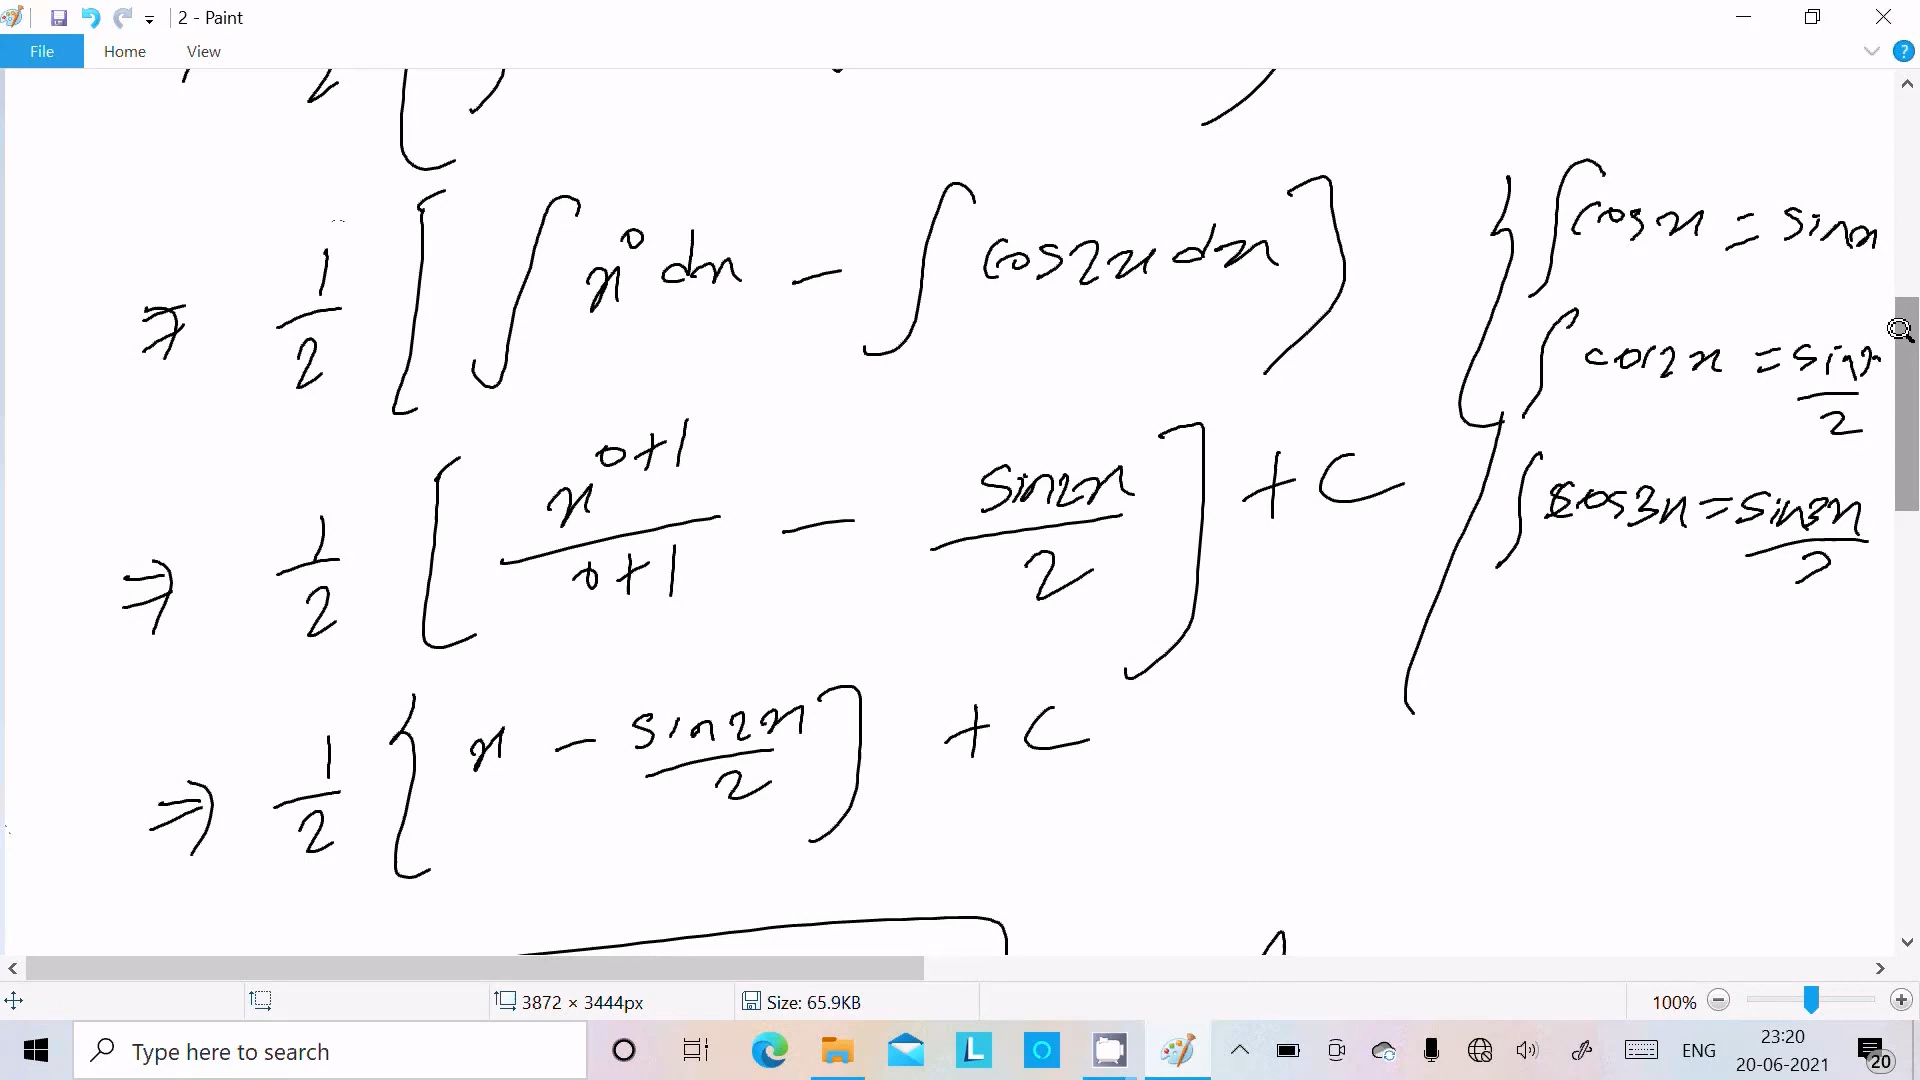 2 - Paint
File Home View
⇒ 1/2 [ ∫ x^0 dx - ∫ cos2x dx ]
∫ cosx = sinx
∫ cos2x = sin2x/2
∫ cos3x = sin3x/3
⇒ 1/2 [ x^(0+1)/(0+1) - sin2x/2 ] + C
⇒ 1/2 { x - sin2x/2 ] + C
3872 × 3444px Size: 65.9KB 100%
Type here to search
ENG 23:20
20-06-2021 20